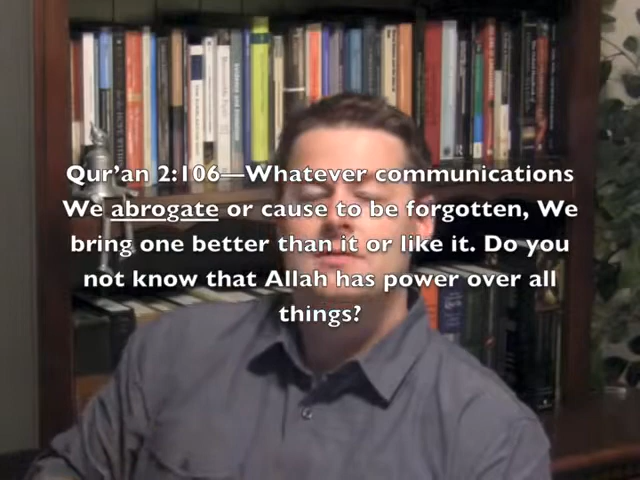 Qur'an 2:106—Whatever communications
We abrogate or cause to be forgotten, We
bring one better than it or like it. Do you
not know that Allah has power over all
things?